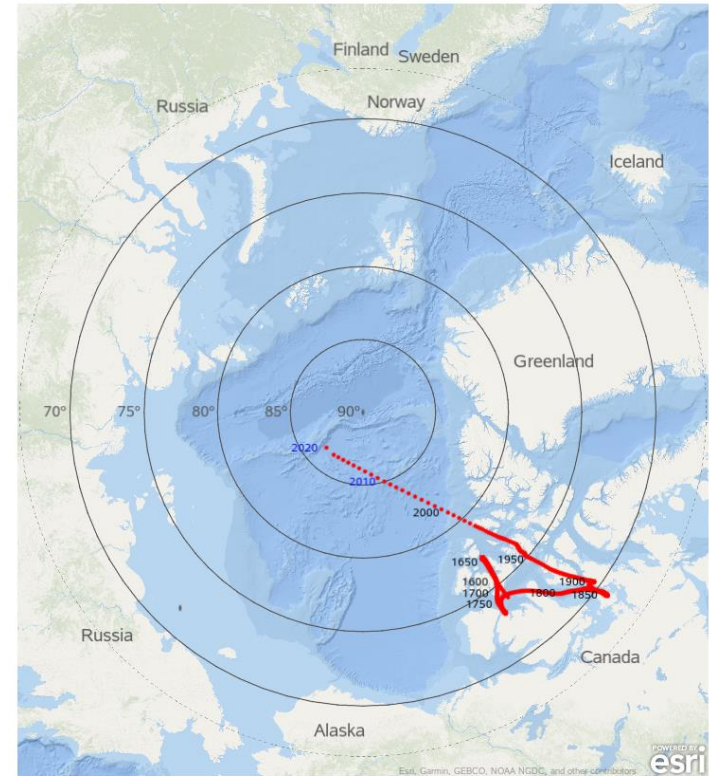 Finland
Sweden
Norway
Russia
Iceland
Greenland
70°
75°
80°
85°
90°
2020
2010
2000
1650
1950
1600
1900
1700
1800
1850
1750
Russia
Canada
Alaska
POWERED BY
esri
Esri, Garmin, GEBCO, NOAA NGDC, and other contributors